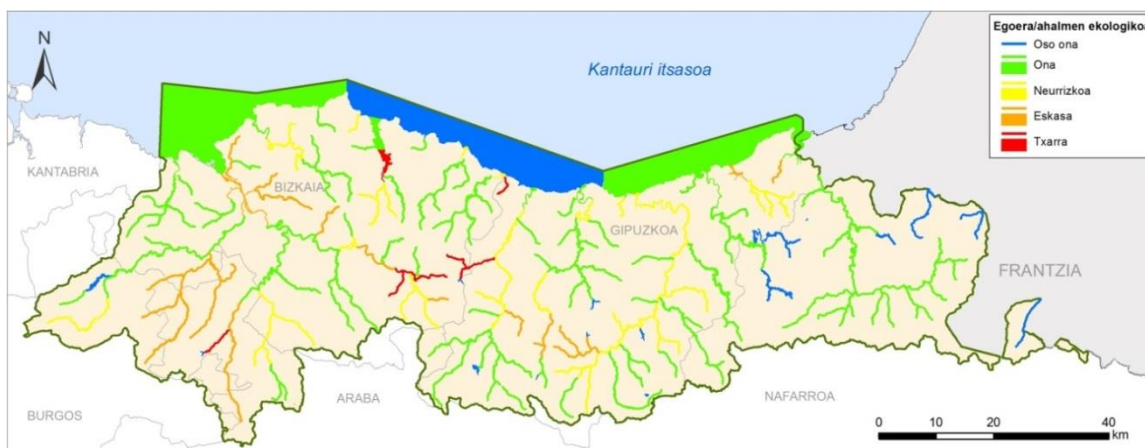 Egoera/ahalmen ekologikoa
Oso ona
Ona
Neurrizkoa
Eskasa
Txarra
N
Kantauri itsasoa
KANTABRIA
BIZKAIA
GIPUZKOA
FRANTZIA
ARABA
NAFARROA
BURGOS
0 10 20 40
km